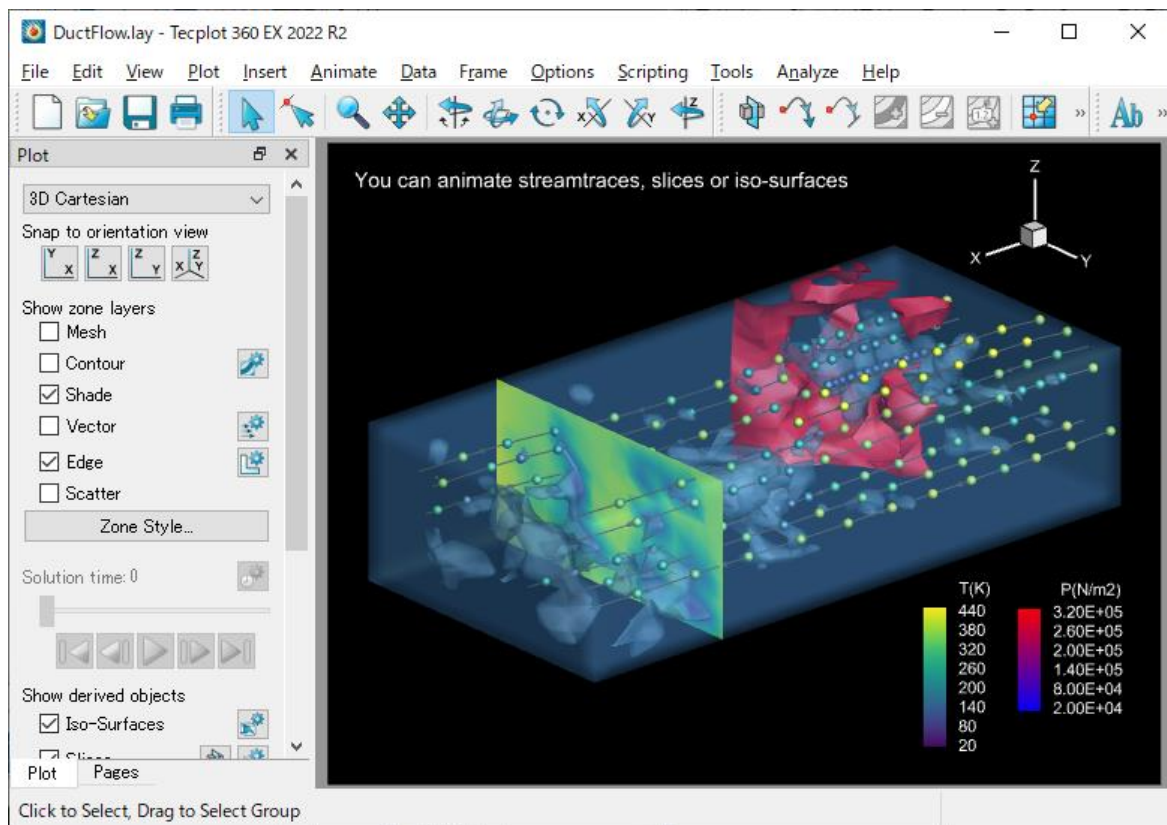 DuctFlow.lay - Tecplot 360 EX 2022 R2
File Edit View Plot Insert Animate Data Frame Options Scripting Tools Analyze Help
Ab
Plot
3D Cartesian
Snap to orientation view
Y X Z X Z Y X Z Y
Show zone layers
Mesh
Contour
Shade
Vector
Edge
Scatter
Zone Style...
Solution time: 0
Show derived objects
Iso-Surfaces
Slices
Plot Pages
Click to Select, Drag to Select Group
You can animate streamtraces, slices or iso-surfaces
Z
X
Y
T(K)
440
380
320
260
200
140
80
20
P(N/m2)
3.20E+05
2.60E+05
2.00E+05
1.40E+05
8.00E+04
2.00E+04